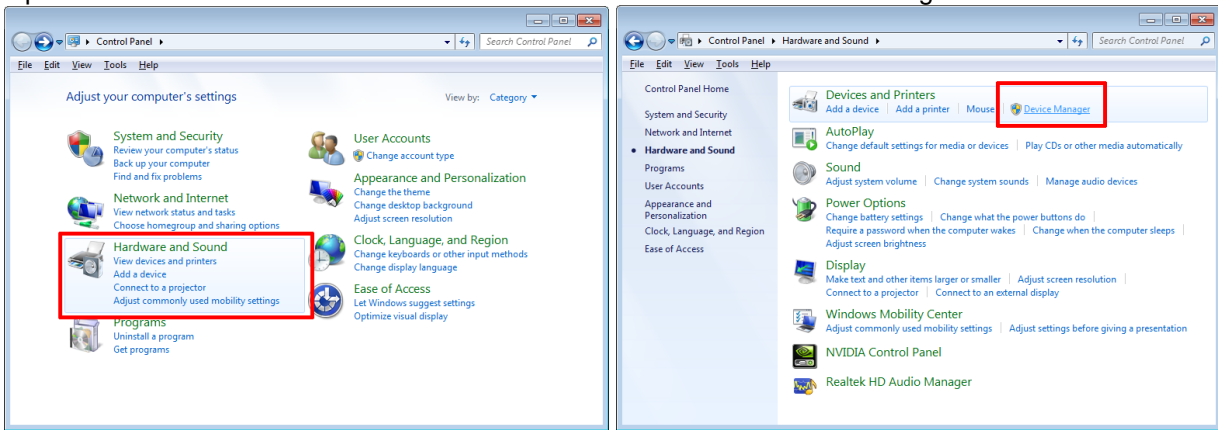 Control Panel
Search Control Panel
File Edit View Tools Help
Adjust your computer's settings
View by: Category
System and Security
Review your computer's status
Back up your computer
Find and fix problems
Network and Internet
View network status and tasks
Choose homegroup and sharing options
Hardware and Sound
View devices and printers
Add a device
Connect to a projector
Adjust commonly used mobility settings
Programs
Uninstall a program
Get programs
User Accounts
Change account type
Appearance and Personalization
Change the theme
Change desktop background
Adjust screen resolution
Clock, Language, and Region
Change keyboards or other input methods
Change display language
Ease of Access
Let Windows suggest settings
Optimize visual display
Control Panel Hardware and Sound
Search Control Panel
File Edit View Tools Help
Control Panel Home
System and Security
Network and Internet
Hardware and Sound
Programs
User Accounts
Appearance and
Personalization
Clock, Language, and Region
Ease of Access
Devices and Printers
Add a device Add a printer Mouse Device Manager
AutoPlay
Change default settings for media or devices Play CDs or other media automatically
Sound
Adjust system volume Change system sounds Manage audio devices
Power Options
Change battery settings Change what the power buttons do
Require a password when the computer wakes Change when the computer sleeps
Adjust screen brightness
Display
Make text and other items larger or smaller Adjust screen resolution
Connect to a projector Connect to an external display
Windows Mobility Center
Adjust commonly used mobility settings Adjust settings before giving a presentation
NVIDIA Control Panel
Realtek HD Audio Manager